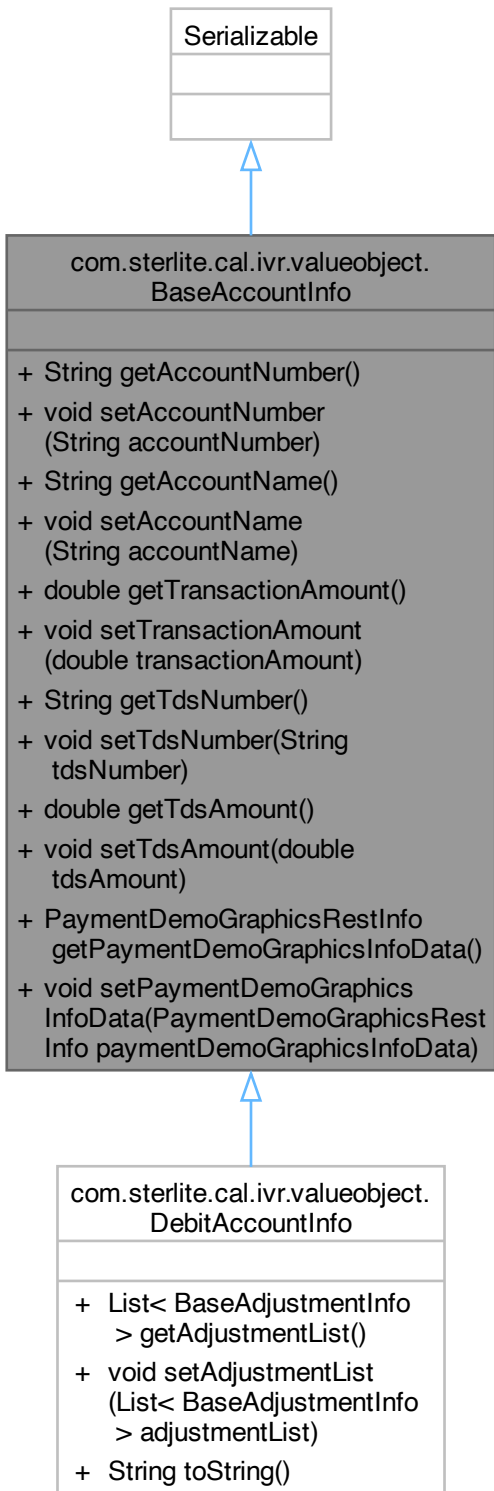 Serializable
com.sterlite.cal.ivr.valueobject.
BaseAccountInfo
+ String getAccountNumber()
+ void setAccountNumber
(String accountNumber)
+ String getAccountName()
+ void setAccountName
(String accountName)
+ double getTransactionAmount()
+ void setTransactionAmount
(double transactionAmount)
+ String getTdsNumber()
+ void setTdsNumber(String
tdsNumber)
+ double getTdsAmount()
+ void setTdsAmount(double
tdsAmount)
+ PaymentDemoGraphicsRestInfo
getPaymentDemoGraphicsInfoData()
+ void setPaymentDemoGraphics
InfoData(PaymentDemoGraphicsRest
Info paymentDemoGraphicsInfoData)
com.sterlite.cal.ivr.valueobject.
DebitAccountInfo
+ List< BaseAdjustmentInfo
> getAdjustmentList()
+ void setAdjustmentList
(List< BaseAdjustmentInfo
> adjustmentList)
+ String toString()